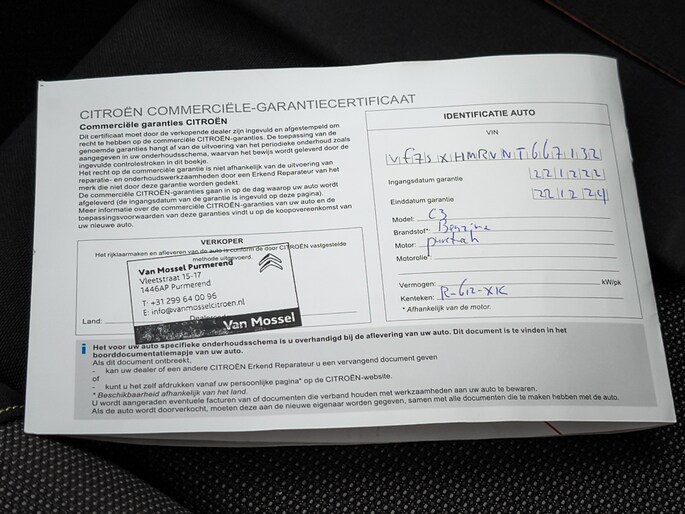 CITROËN COMMERCIËLE-GARANTIECERTIFICAAT
Commerciële garanties CITROËN
Dit certificaat moet door de verkopende dealer zijn ingevuld en afgestempeld om
recht te hebben op de commerciële CITROËN-garanties. De toepassing van de
genoemde garanties hangt af van de uitvoering van het periodieke onderhoud zoals
aangegeven in uw onderhoudsschema, waarvan het bewijs wordt geleverd door de
ingevulde controlestroken in dit boekje.
Het recht op de commerciële garantie is niet afhankelijk van de uitvoering van
reparatie- en onderhoudswerkzaamheden door een Erkend Reparateur van het
merk die niet door deze garantie worden gedekt.
De commerciële CITROËN-garanties gaan in op de dag waarop uw auto wordt
afgeleverd (de ingangsdatum van de garantie is ingevuld op deze pagina).
Meer informatie over de commerciële CITROËN-garanties van uw auto en de
toepassingsvoorwaarden van deze garanties vindt u op de koopovereenkomst van
uw nieuwe auto.
VERKOPER
Het rijklaarmaken en afleveren van de auto is conform de door CITROËN vastgestelde
methode uitgevoerd.
Van Mossel Purmerend
Vleetstraat 15-17
1446AP Purmerend
T: +31 299 64 00 96
E: info@vanmosselcitroen.nl
Land:
Van Mossel
IDENTIFICATIE AUTO
VIN
Vf7SXHMRVNT667132
Ingangsdatum garantie 221222
Einddatum garantie 221224
Model: C3
Brandstof*: Benzine
Motor: puretech
Motorolie:
Vermogen: kW/pk
Kenteken: R-612-XK
* Afhankelijk van de motor.
i Het voor uw auto specifieke onderhoudsschema is u overhandigd bij de aflevering van uw auto. Dit document is te vinden in het
boorddocumentatiemapje van uw auto.
Als dit document ontbreekt,
- kan uw dealer of een andere CITROËN Erkend Reparateur u een vervangend document geven
of
- kunt u het zelf afdrukken vanaf uw persoonlijke pagina* op de CITROËN-website.
* Beschikbaarheid afhankelijk van het land.
U wordt aangeraden eventuele facturen van of documenten die verband houden met werkzaamheden aan uw auto te bewaren.
Als de auto wordt doorverkocht, moeten deze aan de nieuwe eigenaar worden gegeven, samen met alle documenten die te maken hebben met de auto.